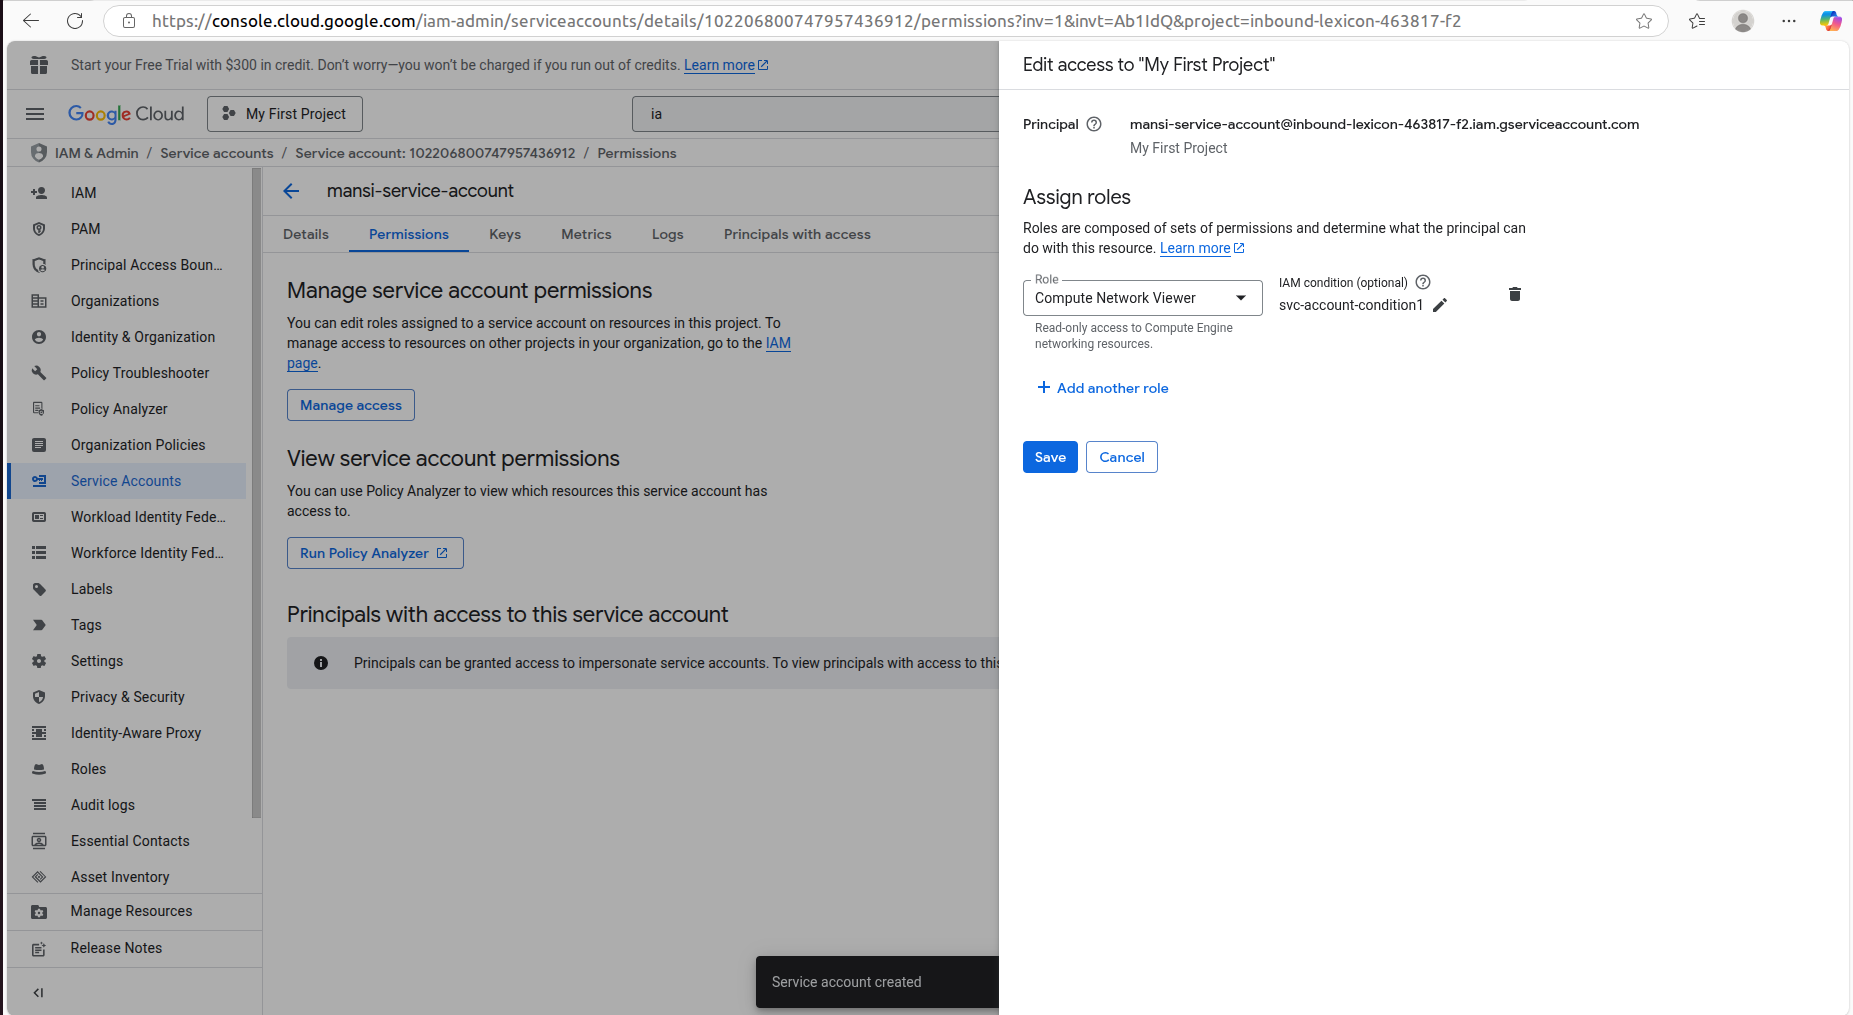 https://console.cloud.google.com/iam-admin/serviceaccounts/details/102206800747957436912/permissions?inv=1&invt=Ab1IdQ&project=inbound-lexicon-463817-f2
Start your Free Trial with $300 in credit. Don't worry—you won't be charged if you run out of credits. Learn more
Google Cloud
My First Project
ia
IAM & Admin / Service accounts / Service account: 102206800747957436912 / Permissions
IAM
PAM
Principal Access Boun...
Organizations
Identity & Organization
Policy Troubleshooter
Policy Analyzer
Organization Policies
Service Accounts
Workload Identity Fede...
Workforce Identity Fed...
Labels
Tags
Settings
Privacy & Security
Identity-Aware Proxy
Roles
Audit logs
Essential Contacts
Asset Inventory
Manage Resources
Release Notes
mansi-service-account
Details
Permissions
Keys
Metrics
Logs
Principals with access
Manage service account permissions
You can edit roles assigned to a service account on resources in this project. To
manage access to resources on other projects in your organization, go to the IAM
page.
Manage access
View service account permissions
You can use Policy Analyzer to view which resources this service account has
access to.
Run Policy Analyzer
Principals with access to this service account
Principals can be granted access to impersonate service accounts. To view principals with access to this
Service account created
Edit access to "My First Project"
Principal
mansi-service-account@inbound-lexicon-463817-f2.iam.gserviceaccount.com
My First Project
Assign roles
Roles are composed of sets of permissions and determine what the principal can
do with this resource. Learn more
Role
Compute Network Viewer
Read-only access to Compute Engine
networking resources.
IAM condition (optional)
svc-account-condition1
+ Add another role
Save
Cancel